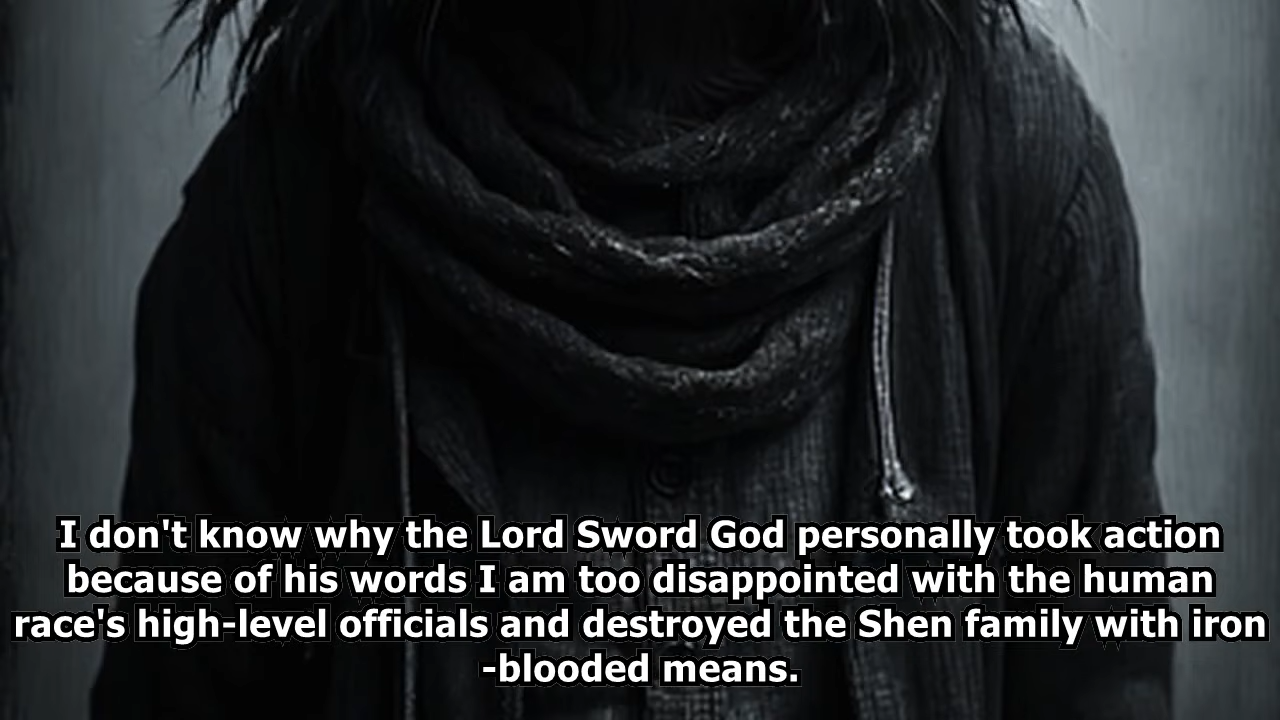 I don't know why the Lord Sword God personally took action
because of his words I am too disappointed with the human
race's high-level officials and destroyed the Shen family with iron
-blooded means.